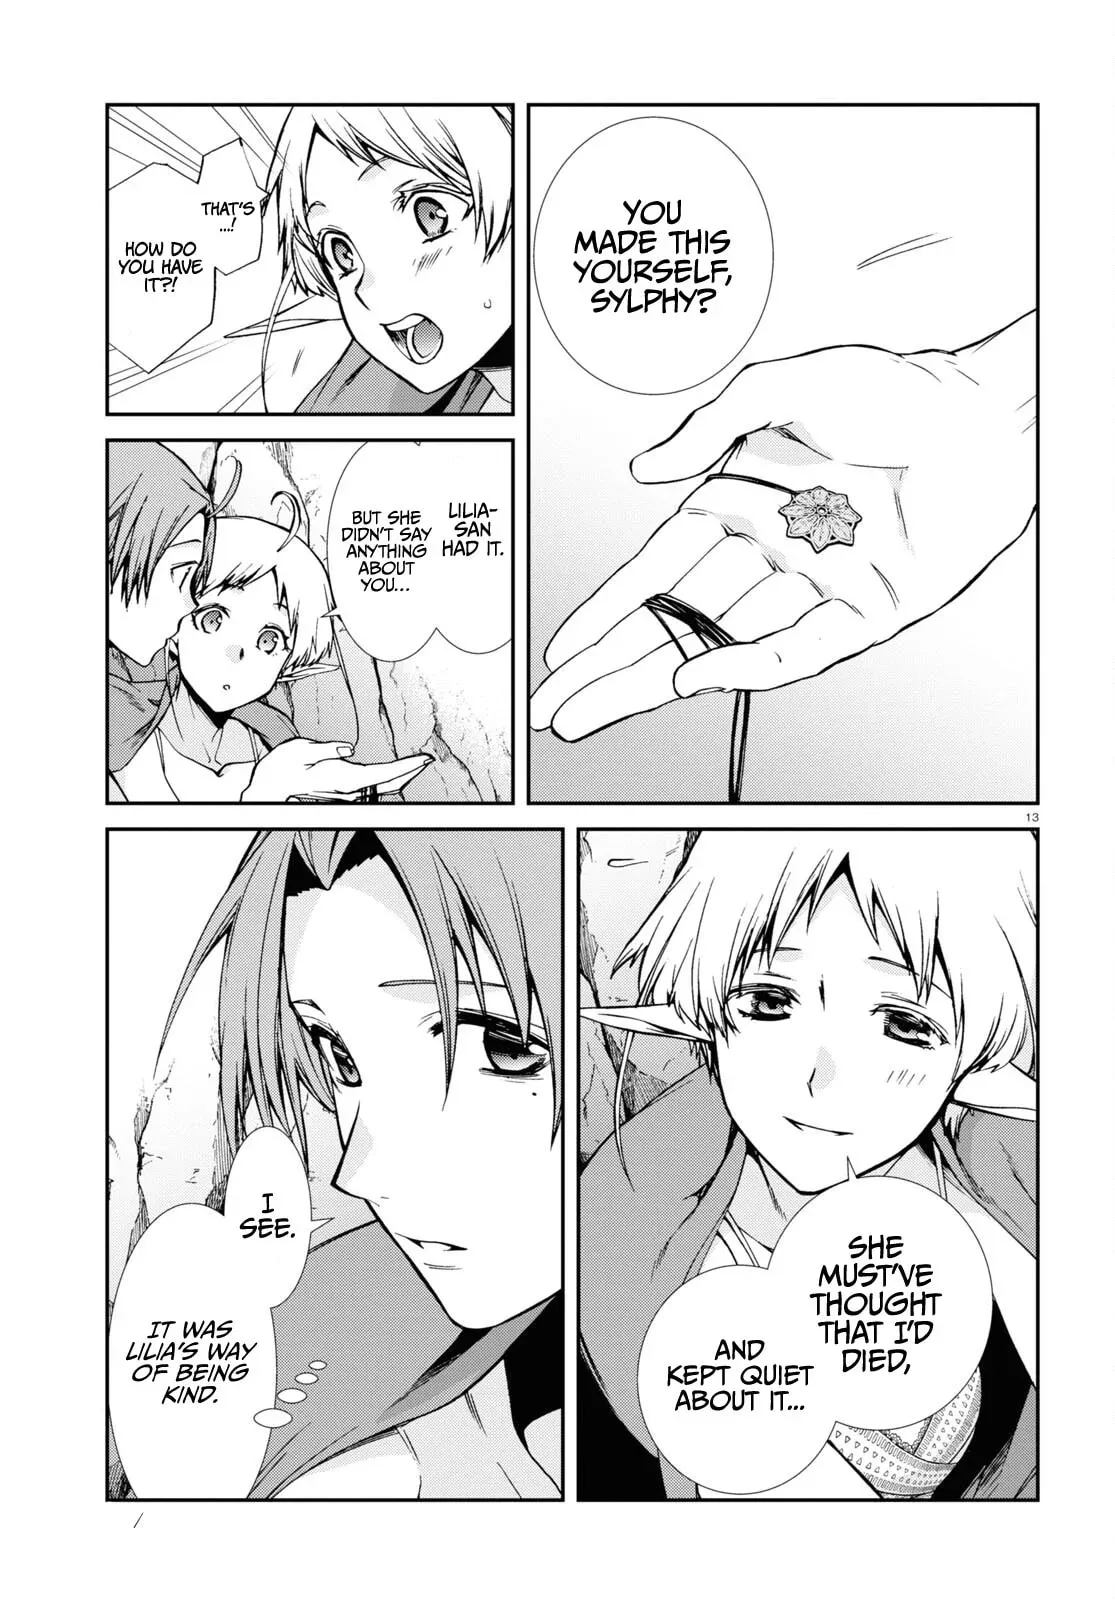 YOU
MADE THIS
YOURSELF,
SYLPHY?
THAT'S
...!
HOW DO
YOU HAVE
IT?!
LILIA-
SAN
HAD IT.
BUT SHE
DIDN'T SAY
ANYTHING
ABOUT
YOU...
13
SHE
MUST'VE
THOUGHT
THAT I'D
DIED,
AND
KEPT QUIET
ABOUT IT...
I
SEE.
IT WAS
LILIA'S WAY
OF BEING
KIND.